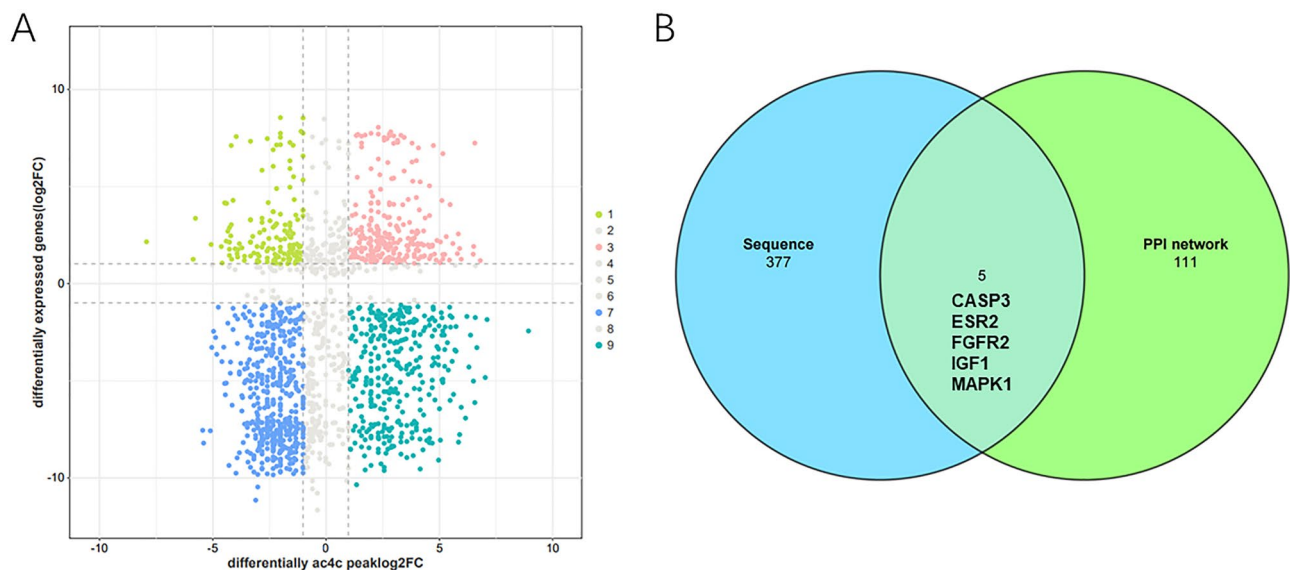 A
differentially expressed genes(log2FC)
10
0
-10
-10
-5
0
5
10
differentially ac4c peaklog2FC
1
2
3
4
5
6
7
8
9
B
Sequence
377
5
CASP3
ESR2
FGFR2
IGF1
MAPK1
PPI network
111